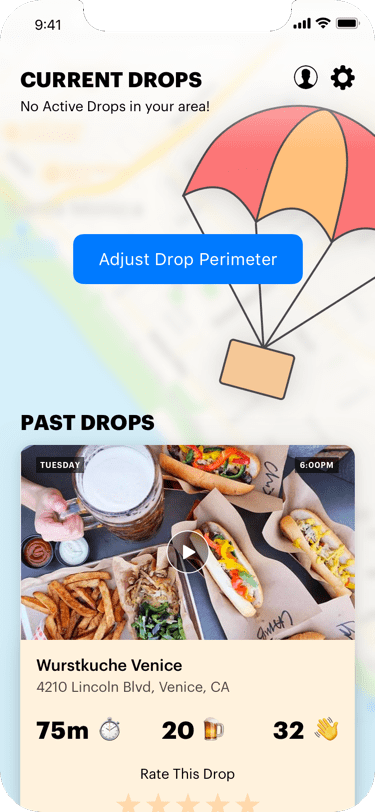 9:41
CURRENT DROPS
No Active Drops in your area!
Adjust Drop Perimeter
PAST DROPS
TUESDAY
6:00PM
Wurstkuche Venice
4210 Lincoln Blvd, Venice, CA
75m
20
32
Rate This Drop